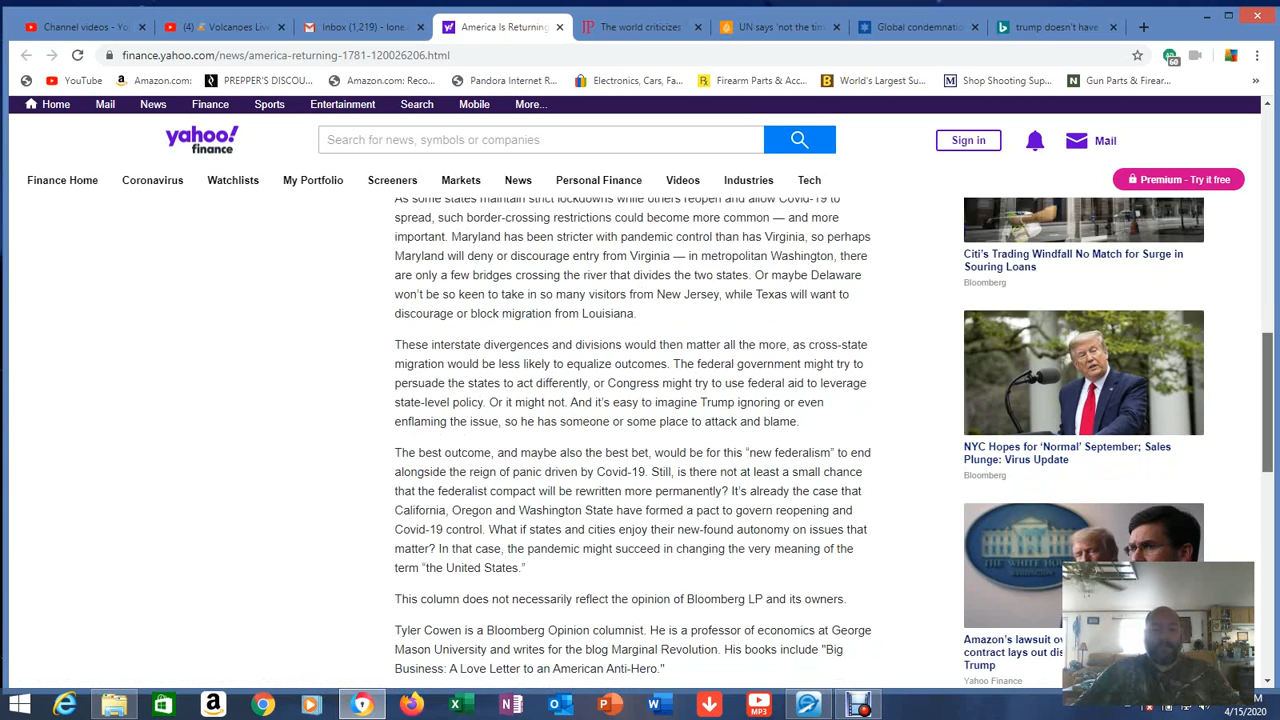 Channel videos - Yu
(4) Volcanoes Live
Inbox (1,219) - lone.
America Is Returning
The world criticizes
UN says 'not the tim
Global condemnation
trump doesn't have
finance.yahoo.com/news/america-returning-1781-120026206.html
60
YouTube
Amazon.com:
PREPPER'S DISCOU...
Amazon.com: Reco...
Pandora Internet R...
Electronics, Cars, Fa...
Firearm Parts & Acc...
World's Largest Su...
Shop Shooting Sup...
Gun Parts & Firear...
Home Mail News Finance Sports Entertainment Search Mobile More...
yahoo!
finance
Search for news, symbols or companies
Sign in
Mail
Finance Home Coronavirus Watchlists My Portfolio Screeners Markets News Personal Finance Videos Industries Tech
Premium - Try it free
As some states maintain strict lockdowns while others reopen and allow Covid-19 to
spread, such border-crossing restrictions could become more common — and more
important. Maryland has been stricter with pandemic control than has Virginia, so perhaps
Maryland will deny or discourage entry from Virginia — in metropolitan Washington, there
are only a few bridges crossing the river that divides the two states. Or maybe Delaware
won't be so keen to take in so many visitors from New Jersey, while Texas will want to
discourage or block migration from Louisiana.
These interstate divergences and divisions would then matter all the more, as cross-state
migration would be less likely to equalize outcomes. The federal government might try to
persuade the states to act differently, or Congress might try to use federal aid to leverage
state-level policy. Or it might not. And it's easy to imagine Trump ignoring or even
enflaming the issue, so he has someone or some place to attack and blame.
The best outcome, and maybe also the best bet, would be for this "new federalism" to end
alongside the reign of panic driven by Covid-19. Still, is there not at least a small chance
that the federalist compact will be rewritten more permanently? It's already the case that
California, Oregon and Washington State have formed a pact to govern reopening and
Covid-19 control. What if states and cities enjoy their new-found autonomy on issues that
matter? In that case, the pandemic might succeed in changing the very meaning of the
term "the United States."
This column does not necessarily reflect the opinion of Bloomberg LP and its owners.
Tyler Cowen is a Bloomberg Opinion columnist. He is a professor of economics at George
Mason University and writes for the blog Marginal Revolution. His books include "Big
Business: A Love Letter to an American Anti-Hero."
Citi's Trading Windfall No Match for Surge in
Souring Loans
Bloomberg
NYC Hopes for 'Normal' September; Sales
Plunge: Virus Update
Bloomberg
THE WHITE HO
Amazon's lawsuit ov
contract lays out dis
Trump
Yahoo Finance
MP3
M
4/15/2020